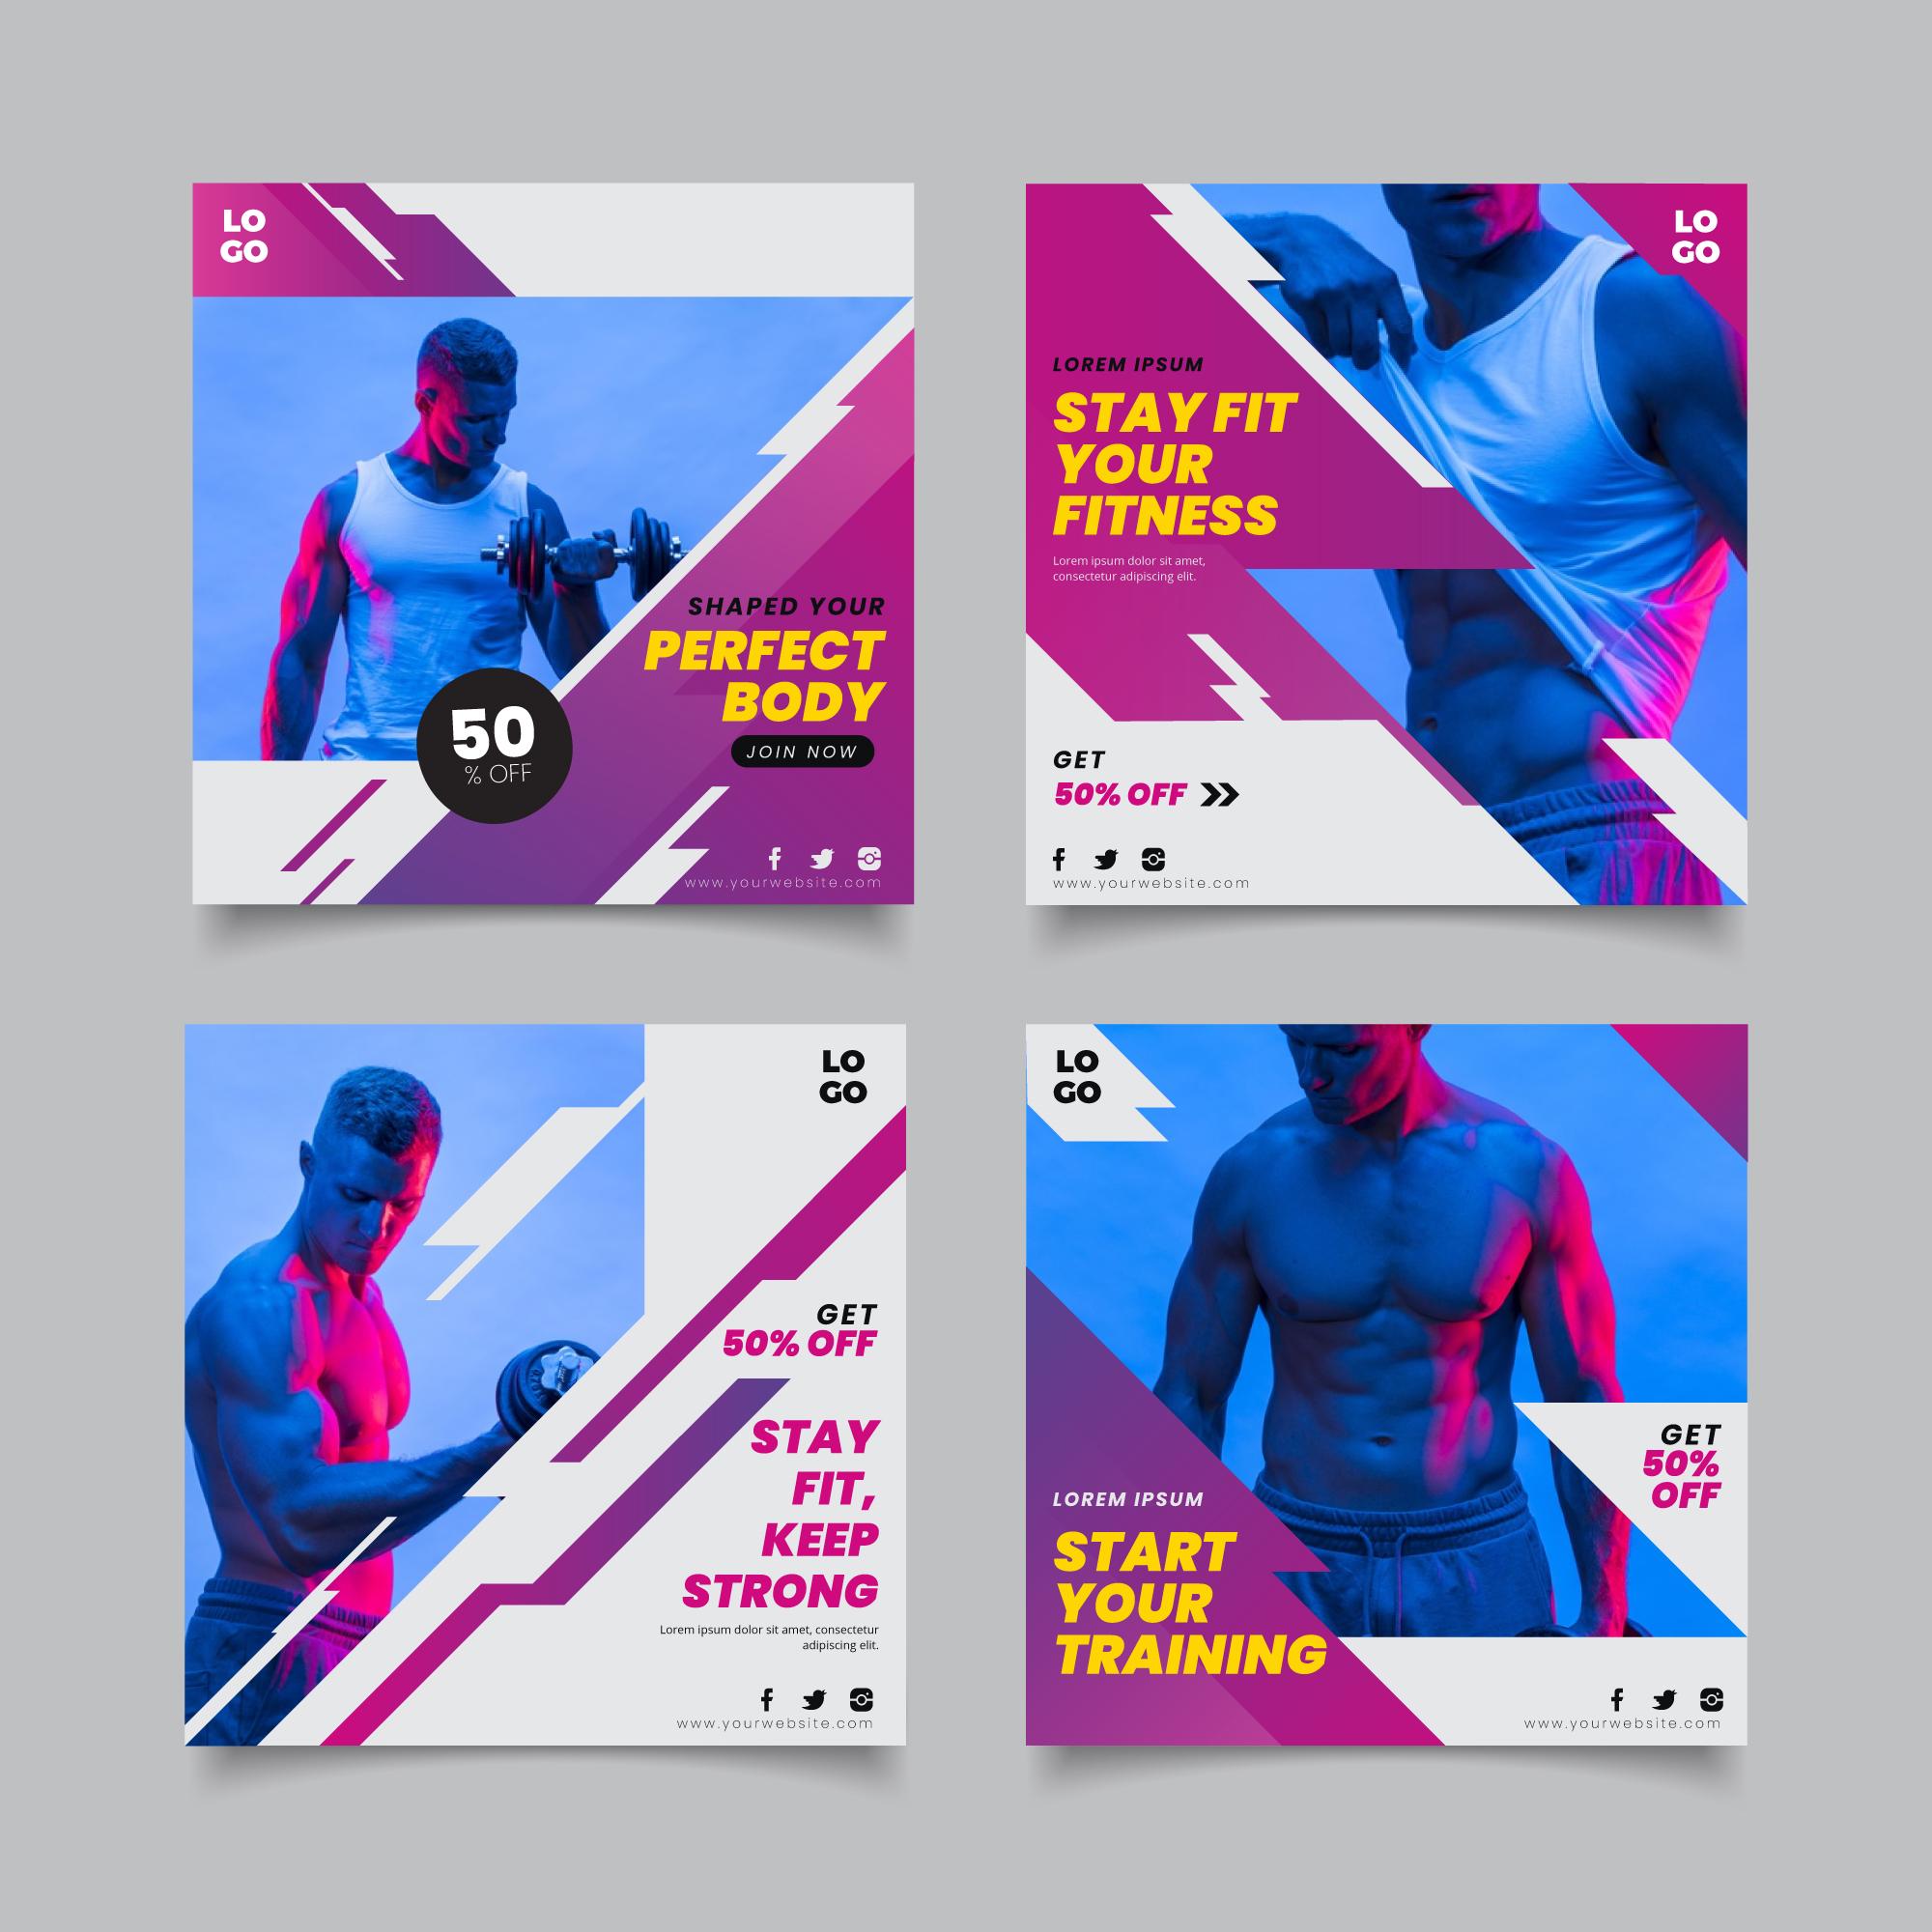 LO
GO
SHAPED YOUR
PERFECT
BODY
JOIN NOW
50
% OFF
www.yourwebsite.com
LO
GO
LOREM IPSUM
STAY FIT
YOUR
FITNESS
Lorem ipsum dolor sit amet,
consectetur adipiscing elit.
GET
50% OFF
www.yourwebsite.com
LO
GO
GET
50% OFF
STAY
FIT,
KEEP
STRONG
Lorem ipsum dolor sit amet, consectetur
adipiscing elit.
www.yourwebsite.com
LO
GO
GET
50%
OFF
LOREM IPSUM
START
YOUR
TRAINING
www.yourwebsite.com